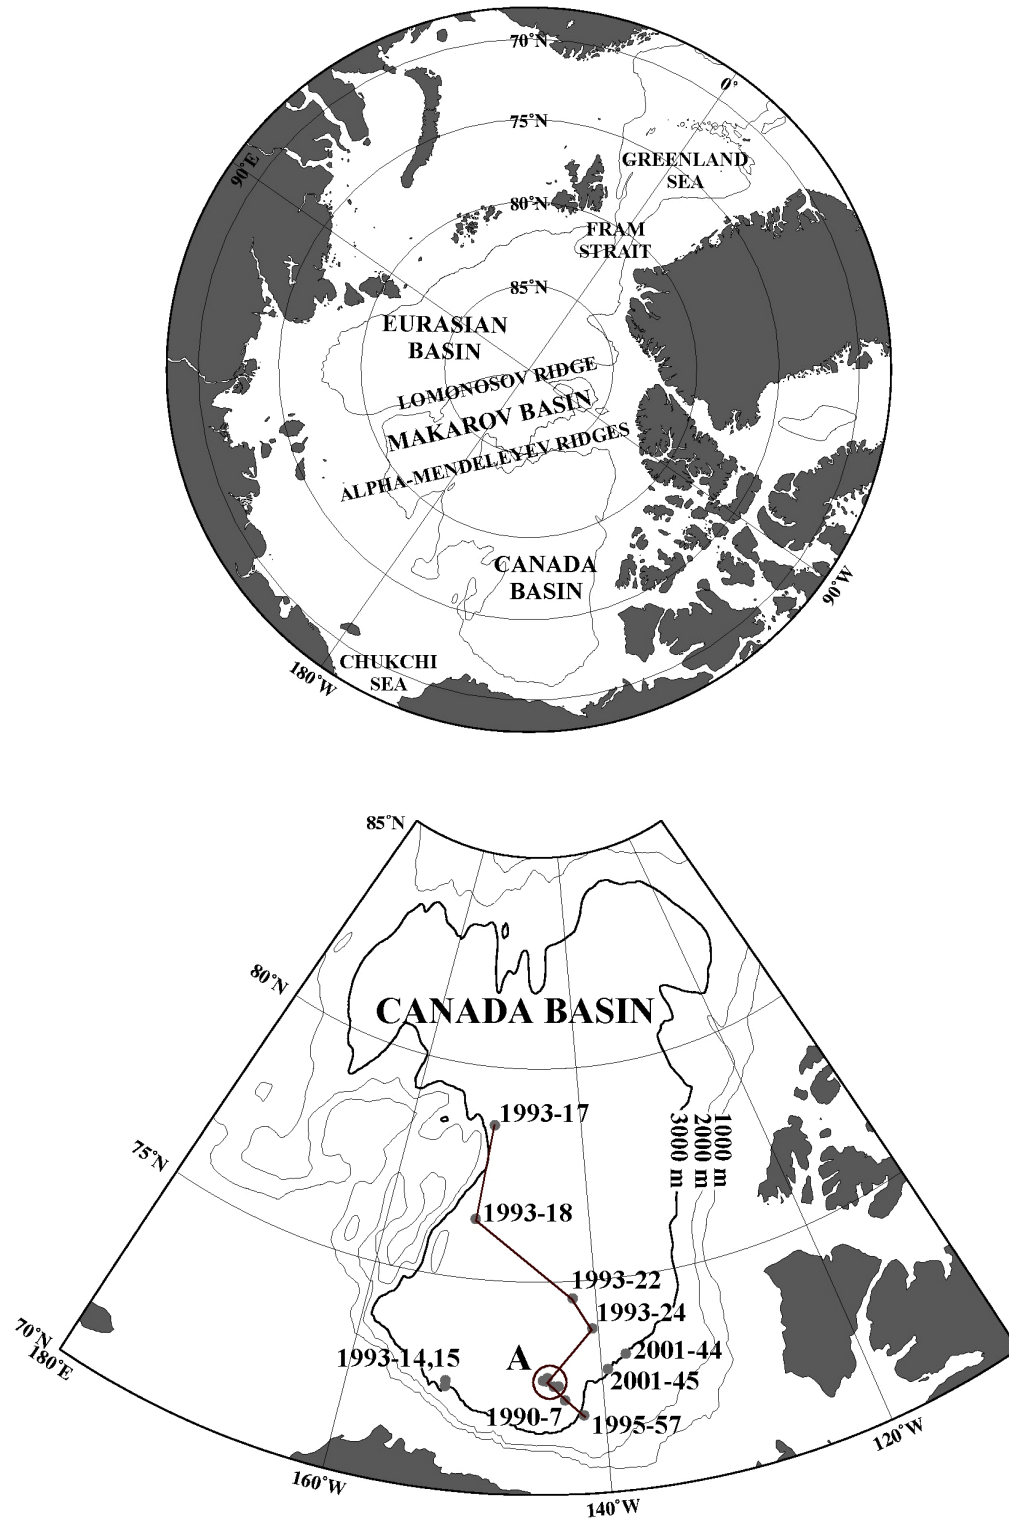 70°N
0°
75°N
GREENLAND
SEA
90°E
80°N
FRAM
STRAIT
85°N
EURASIAN
BASIN
LOMONOSOV RIDGE
MAKAROV BASIN
ALPHA-MENDELEYEV RIDGES
CANADA
BASIN
90°W
CHUKCHI
SEA
180°W
85°N
80°N
CANADA BASIN
1993-17
1000 m
2000 m
3000 m
75°N
1993-18
1993-22
1993-24
70°N
180°E
1993-14,15
A
2001-44
2001-45
1990-7
1995-57
120°W
160°W
140°W